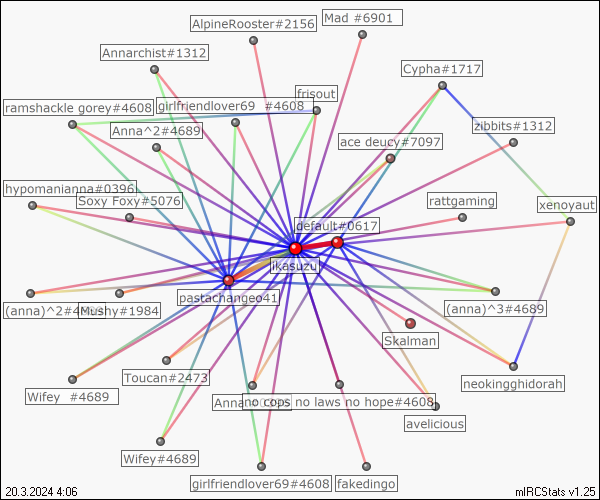 Mad #6901
AlpineRooster#2156
Annarchist#1312
Cypha#1717
frisout
girlfriendlover69 #4608
ramshackle gorey#4608
zibbits#1312
Anna^2#4689
ace deucy#7097
hypomanianna#0396
Soxy Foxy#5076
rattgaming
xenoyaut
default#0617
ikasuzu
pastachangeo41
(anna)^2#4
Mushy#1984
(anna)^3#4689
Skalman
Toucan#2473
neokingghidorah
Wifey #4689
Anna
no cops no laws no hope#4608
avelicious
Wifey#4689
girlfriendlover69#4608
fakedingo
20.3.2024 4:06
mIRCStats v1.25